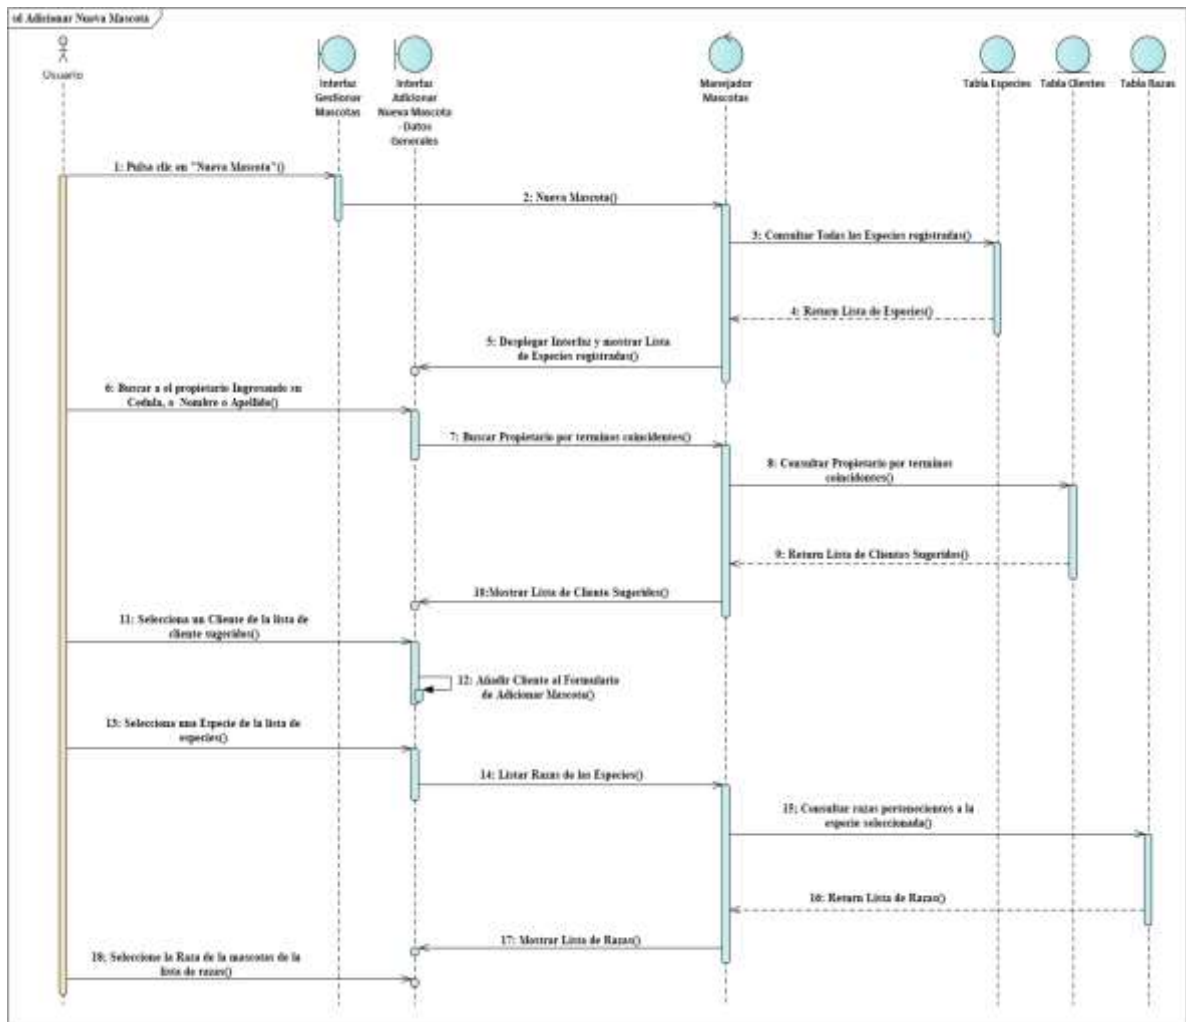 sd Adicionar Nueva Mascota
Usuario
Interfaz
Gestionar
Mascotas
Interfaz
Adicionar
Nueva Mascota
- Datos
Generales
Manejador
Mascotas
Tabla Especies
Tabla Clientes
Tabla Razas
1: Pulsa clic en "Nueva Mascota"()
2: Nueva Mascota()
3: Consultar Todas las Especies registradas()
4: Return Lista de Especies()
5: Desplegar Interfaz y mostrar Lista
de Especies registradas()
6: Buscar a el propietario Ingresando su
Cedula, o Nombre o Apellido()
7: Buscar Propietario por terminos coincidentes()
8: Consultar Propietario por terminos
coincidentes()
9: Return Lista de Clientes Sugeridos()
10:Mostrar Lista de Cliente Sugerides()
11: Selecciona un Cliente de la lista de
cliente sugeridos()
12: Añadir Cliente al Formulario
de Adicionar Mascota()
13: Selecciona una Especie de la lista de
especies()
14: Listar Razas de las Especies()
15; Consultar razas pertenecientes a la
especie seleccionada()
16: Return Lista de Razas()
17: Mostrar Lista de Razas()
18; Seleccione la Raza de la mascotas de la
lista de razas()